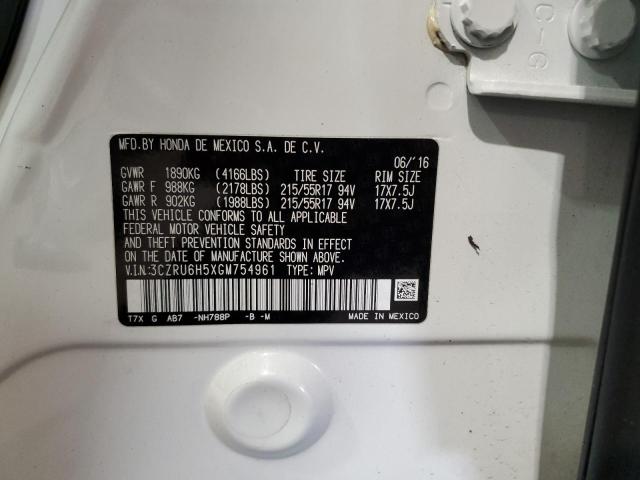 C-G
MFD.BY HONDA DE MEXICO S.A. DE C.V.
06/'16
GVWR 1890KG (4166LBS) TIRE SIZE RIM SIZE
GAWR F 988KG (2178LBS) 215/55R17 94V 17X7.5J
GAWR R 902KG (1988LBS) 215/55R17 94V 17X7.5J
THIS VEHICLE CONFORMS TO ALL APPLICABLE
FEDERAL MOTOR VEHICLE SAFETY
AND THEFT PREVENTION STANDARDS IN EFFECT
ON THE DATE OF MANUFACTURE SHOWN ABOVE.
V.I.N:3CZRU6H5XGM754961 TYPE: MPV
T7X G AB7 -NH788P -B -M MADE IN MEXICO